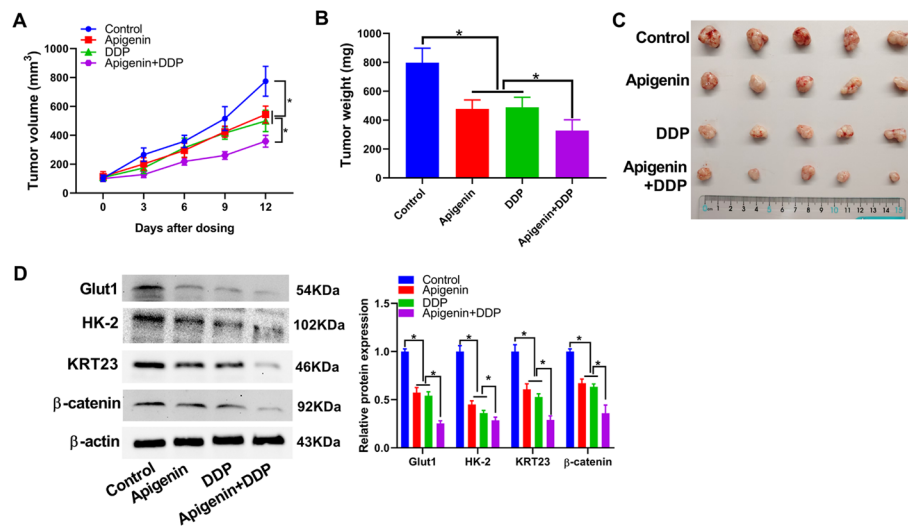 A
Control
Apigenin
DDP
Apigenin+DDP
Tumor volume (mm³)
1000
800
600
400
200
0
*
*
0 3 6 9 12
Days after dosing
B
Tumor weight (mg)
1000
800
600
400
200
0
*
*
Control
Apigenin
DDP
Apigenin+DDP
C
Control
Apigenin
DDP
Apigenin
+DDP
1 2 3 4 5 6 7 8 9 10 11 12 13 14 15
D
Glut1 54KDa
HK-2 102KDa
KRT23 46KDa
β-catenin 92KDa
β-actin 43KDa
Control
Apigenin
DDP
Apigenin+DDP
Control
Apigenin
DDP
Apigenin+DDP
Relative protein expression
1.5
1.0
0.5
0.0
* * * *
* * * *
Glut1 HK-2 KRT23 β-catenin